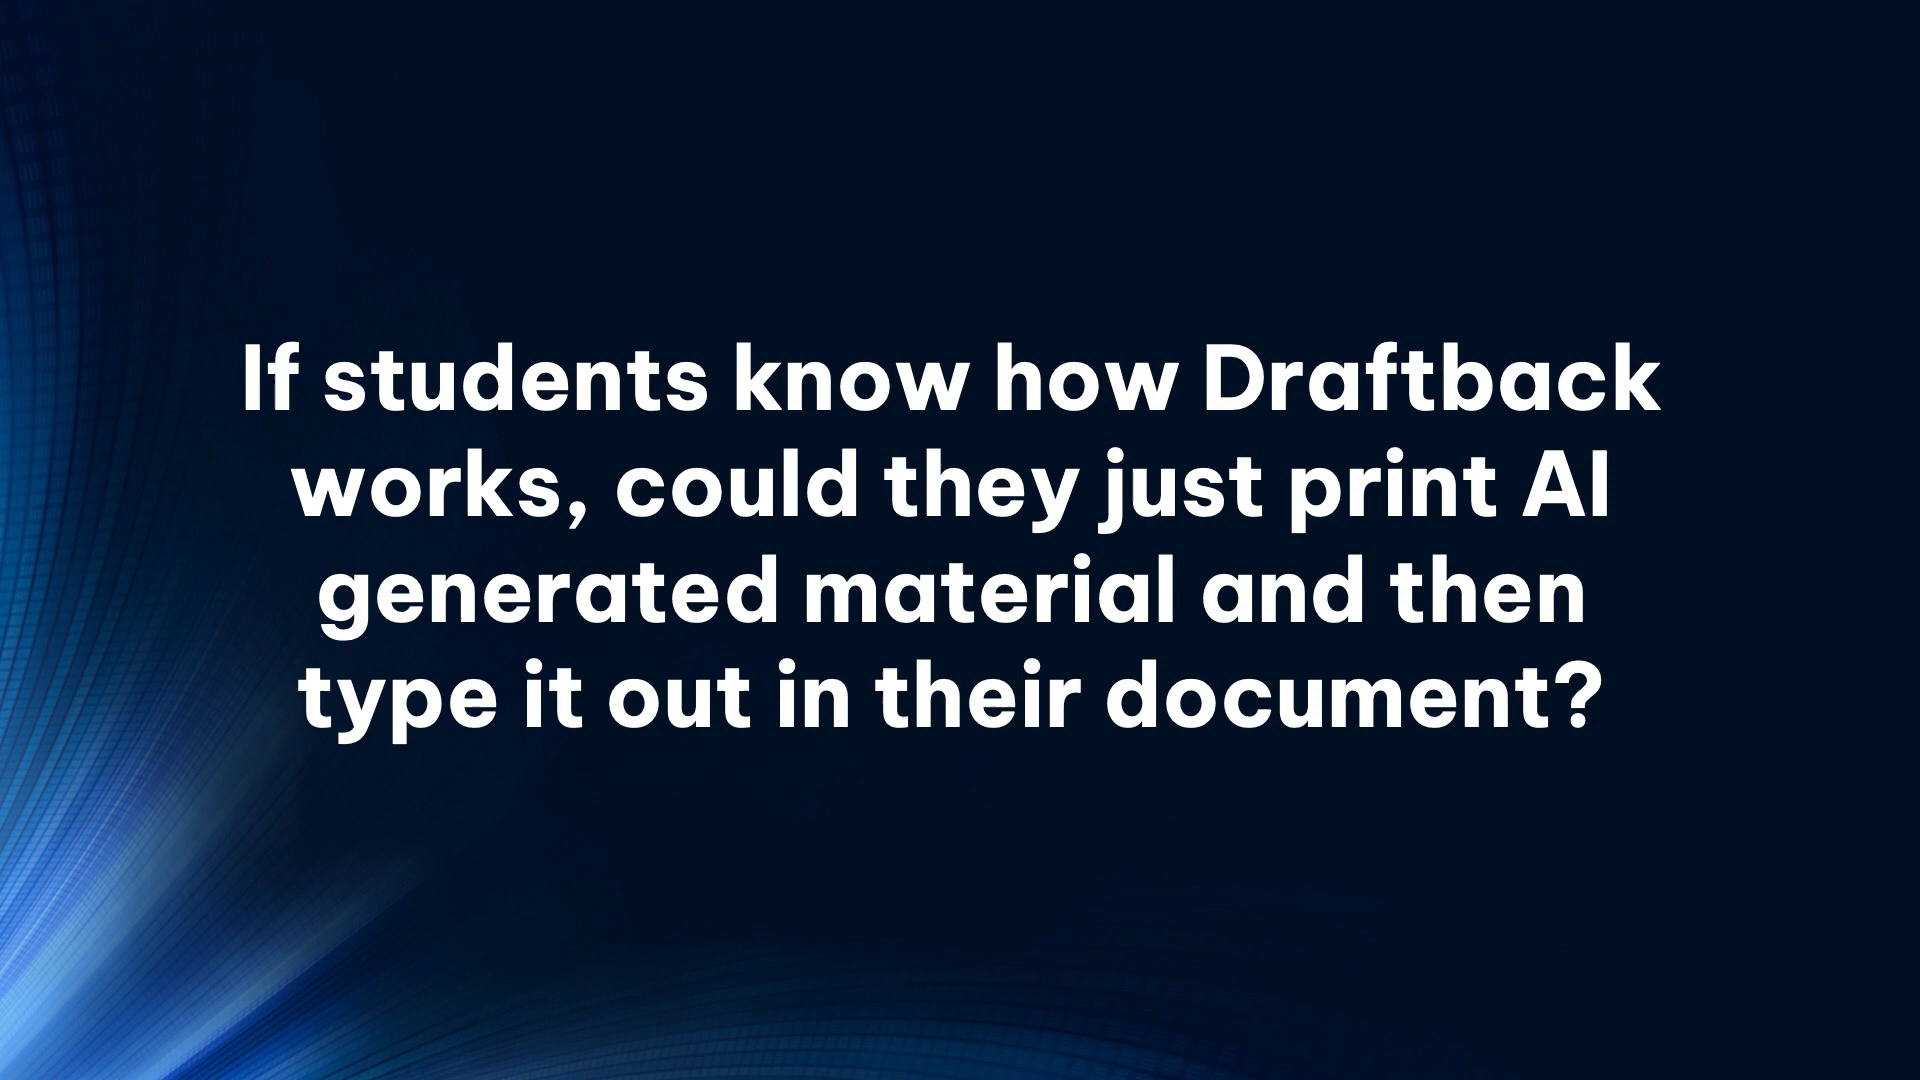 If students know how Draftback
works, could they just print AI
generated material and then
type it out in their document?